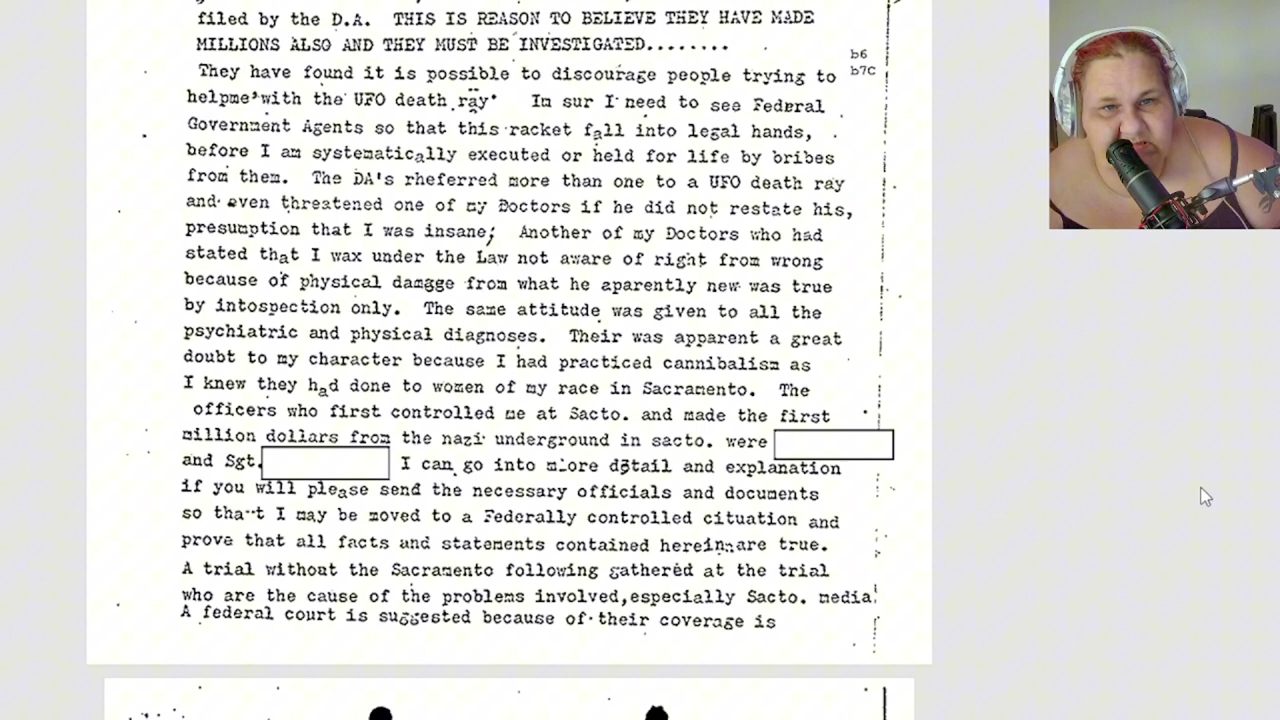 filed by the D.A.  THIS IS REASON TO BELIEVE THEY HAVE MADE
MILLIONS ALSO AND THEY MUST BE INVESTIGATED........
b6
b7C
They have found it is possible to discourage people trying to
helpme'with the UFO death ray'   Im sur I need to see Federal
Government Agents so that this racket fall into legal hands,
before I am systematically executed or held for life by bribes
from them.  The DA's rheferred more than one to a UFO death ray
and even threatened one of my Doctors if he did not restate his,
presumption that I was insane;  Another of my Doctors who had
stated that I wax under the Law not aware of right from wrong
because of physical damgge from what he aparently new was true
by intospection only.  The same attitude was given to all the
psychiatric and physical diagnoses.  Their was apparent a great
doubt to my character because I had practiced cannibalism as
I knew they had done to women of my race in Sacramento.  The
officers who first controlled me at Sacto. and made the first
million dollars from the nazi underground in sacto. were
and Sgt. I can go into more detail and explanation
if you will please send the necessary officials and documents
so that I may be moved to a Federally controlled cituation and
prove that all facts and statements contained herein are true.
A trial without the Sacramento following gathered at the trial
who are the cause of the problems involved,especially Sacto. media
A federal court is suggested because of their coverage is